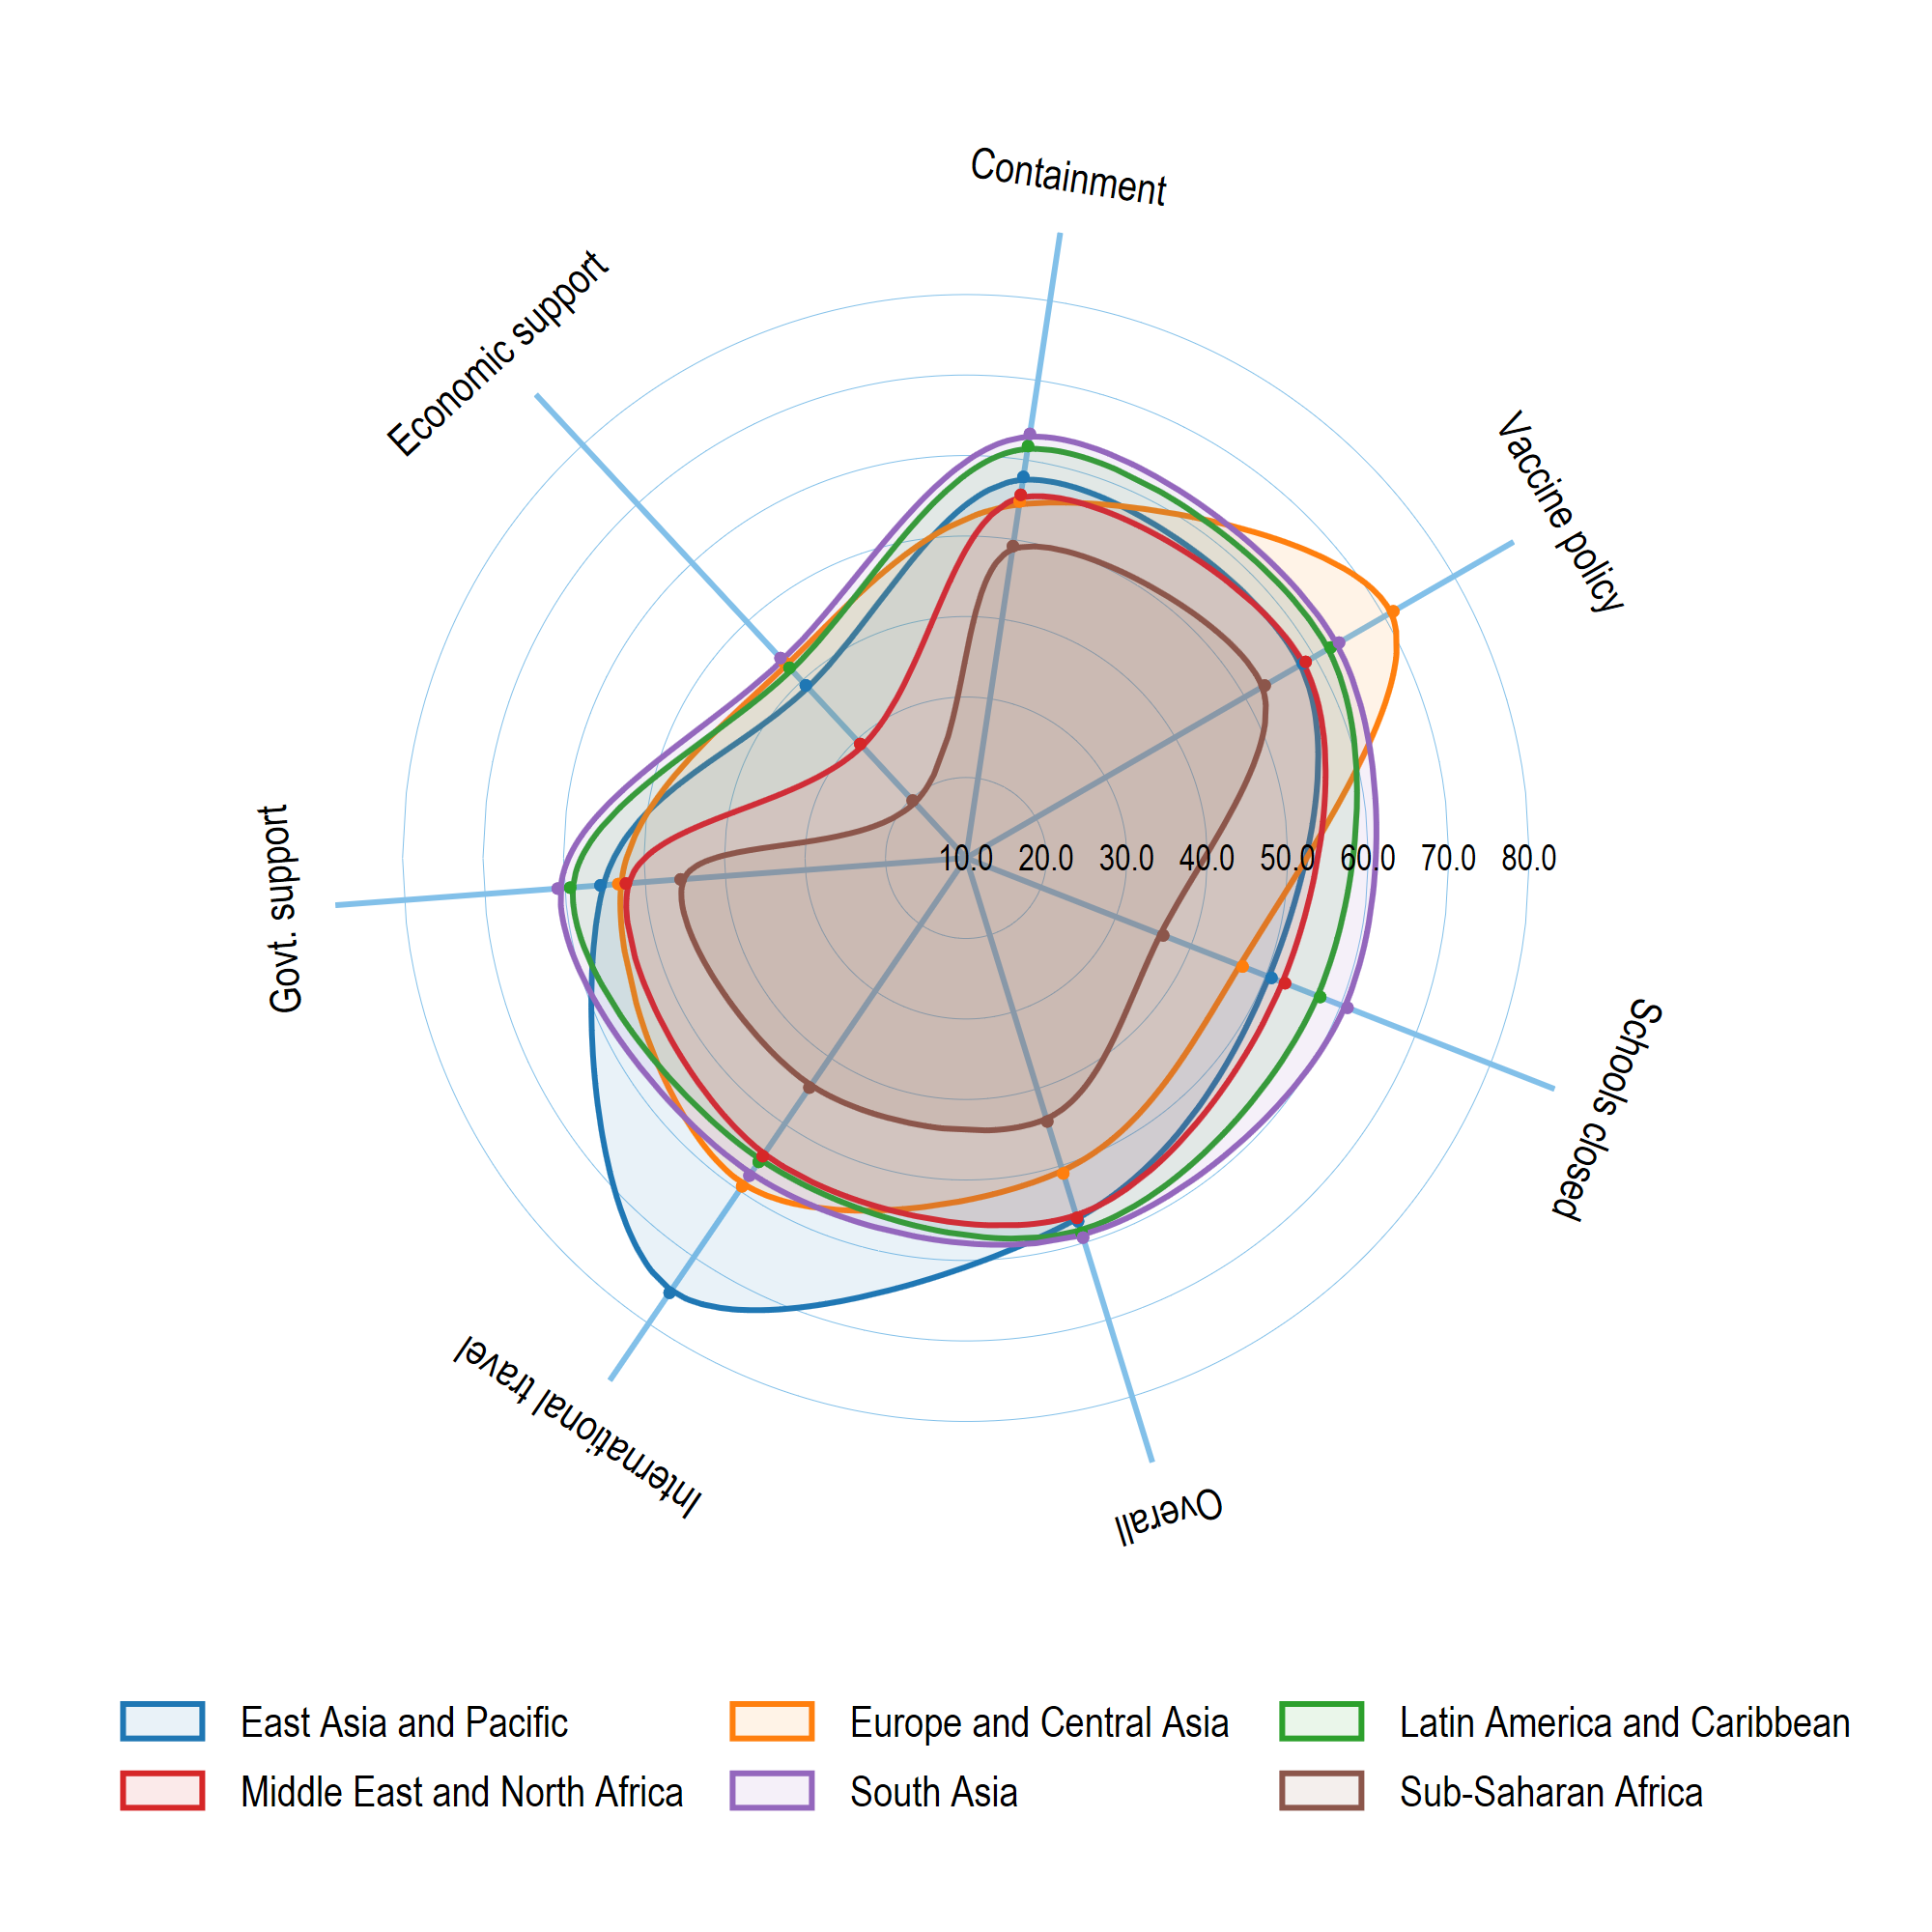 Containment
Economic support
Vaccine policy
Govt. support
10.0 20.0 30.0 40.0 50.0 60.0 70.0 80.0
Schools closed
International travel
Overall
East Asia and Pacific
Europe and Central Asia
Latin America and Caribbean
Middle East and North Africa
South Asia
Sub-Saharan Africa